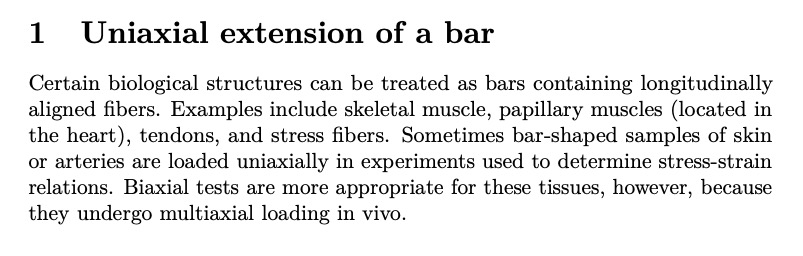 1 Uniaxial extension of a bar
Certain biological structures can be treated as bars containing longitudinally
aligned fibers. Examples include skeletal muscle, papillary muscles (located in
the heart), tendons, and stress fibers. Sometimes bar-shaped samples of skin
or arteries are loaded uniaxially in experiments used to determine stress-strain
relations. Biaxial tests are more appropriate for these tissues, however, because
they undergo multiaxial loading in vivo.